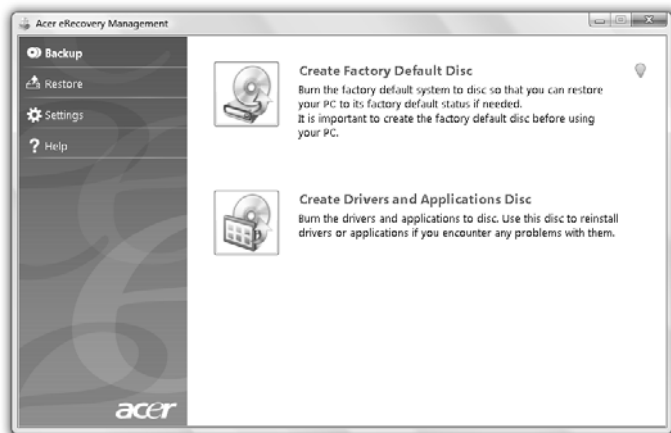 Acer eRecovery Management
Backup
Restore
Settings
Help
Create Factory Default Disc
Burn the factory default system to disc so that you can restore
your PC to its factory default status if needed.
It is important to create the factory default disc before using
your PC.
Create Drivers and Applications Disc
Burn the drivers and applications to disc. Use this disc to reinstall
drivers or applications if you encounter any problems with them.
acer